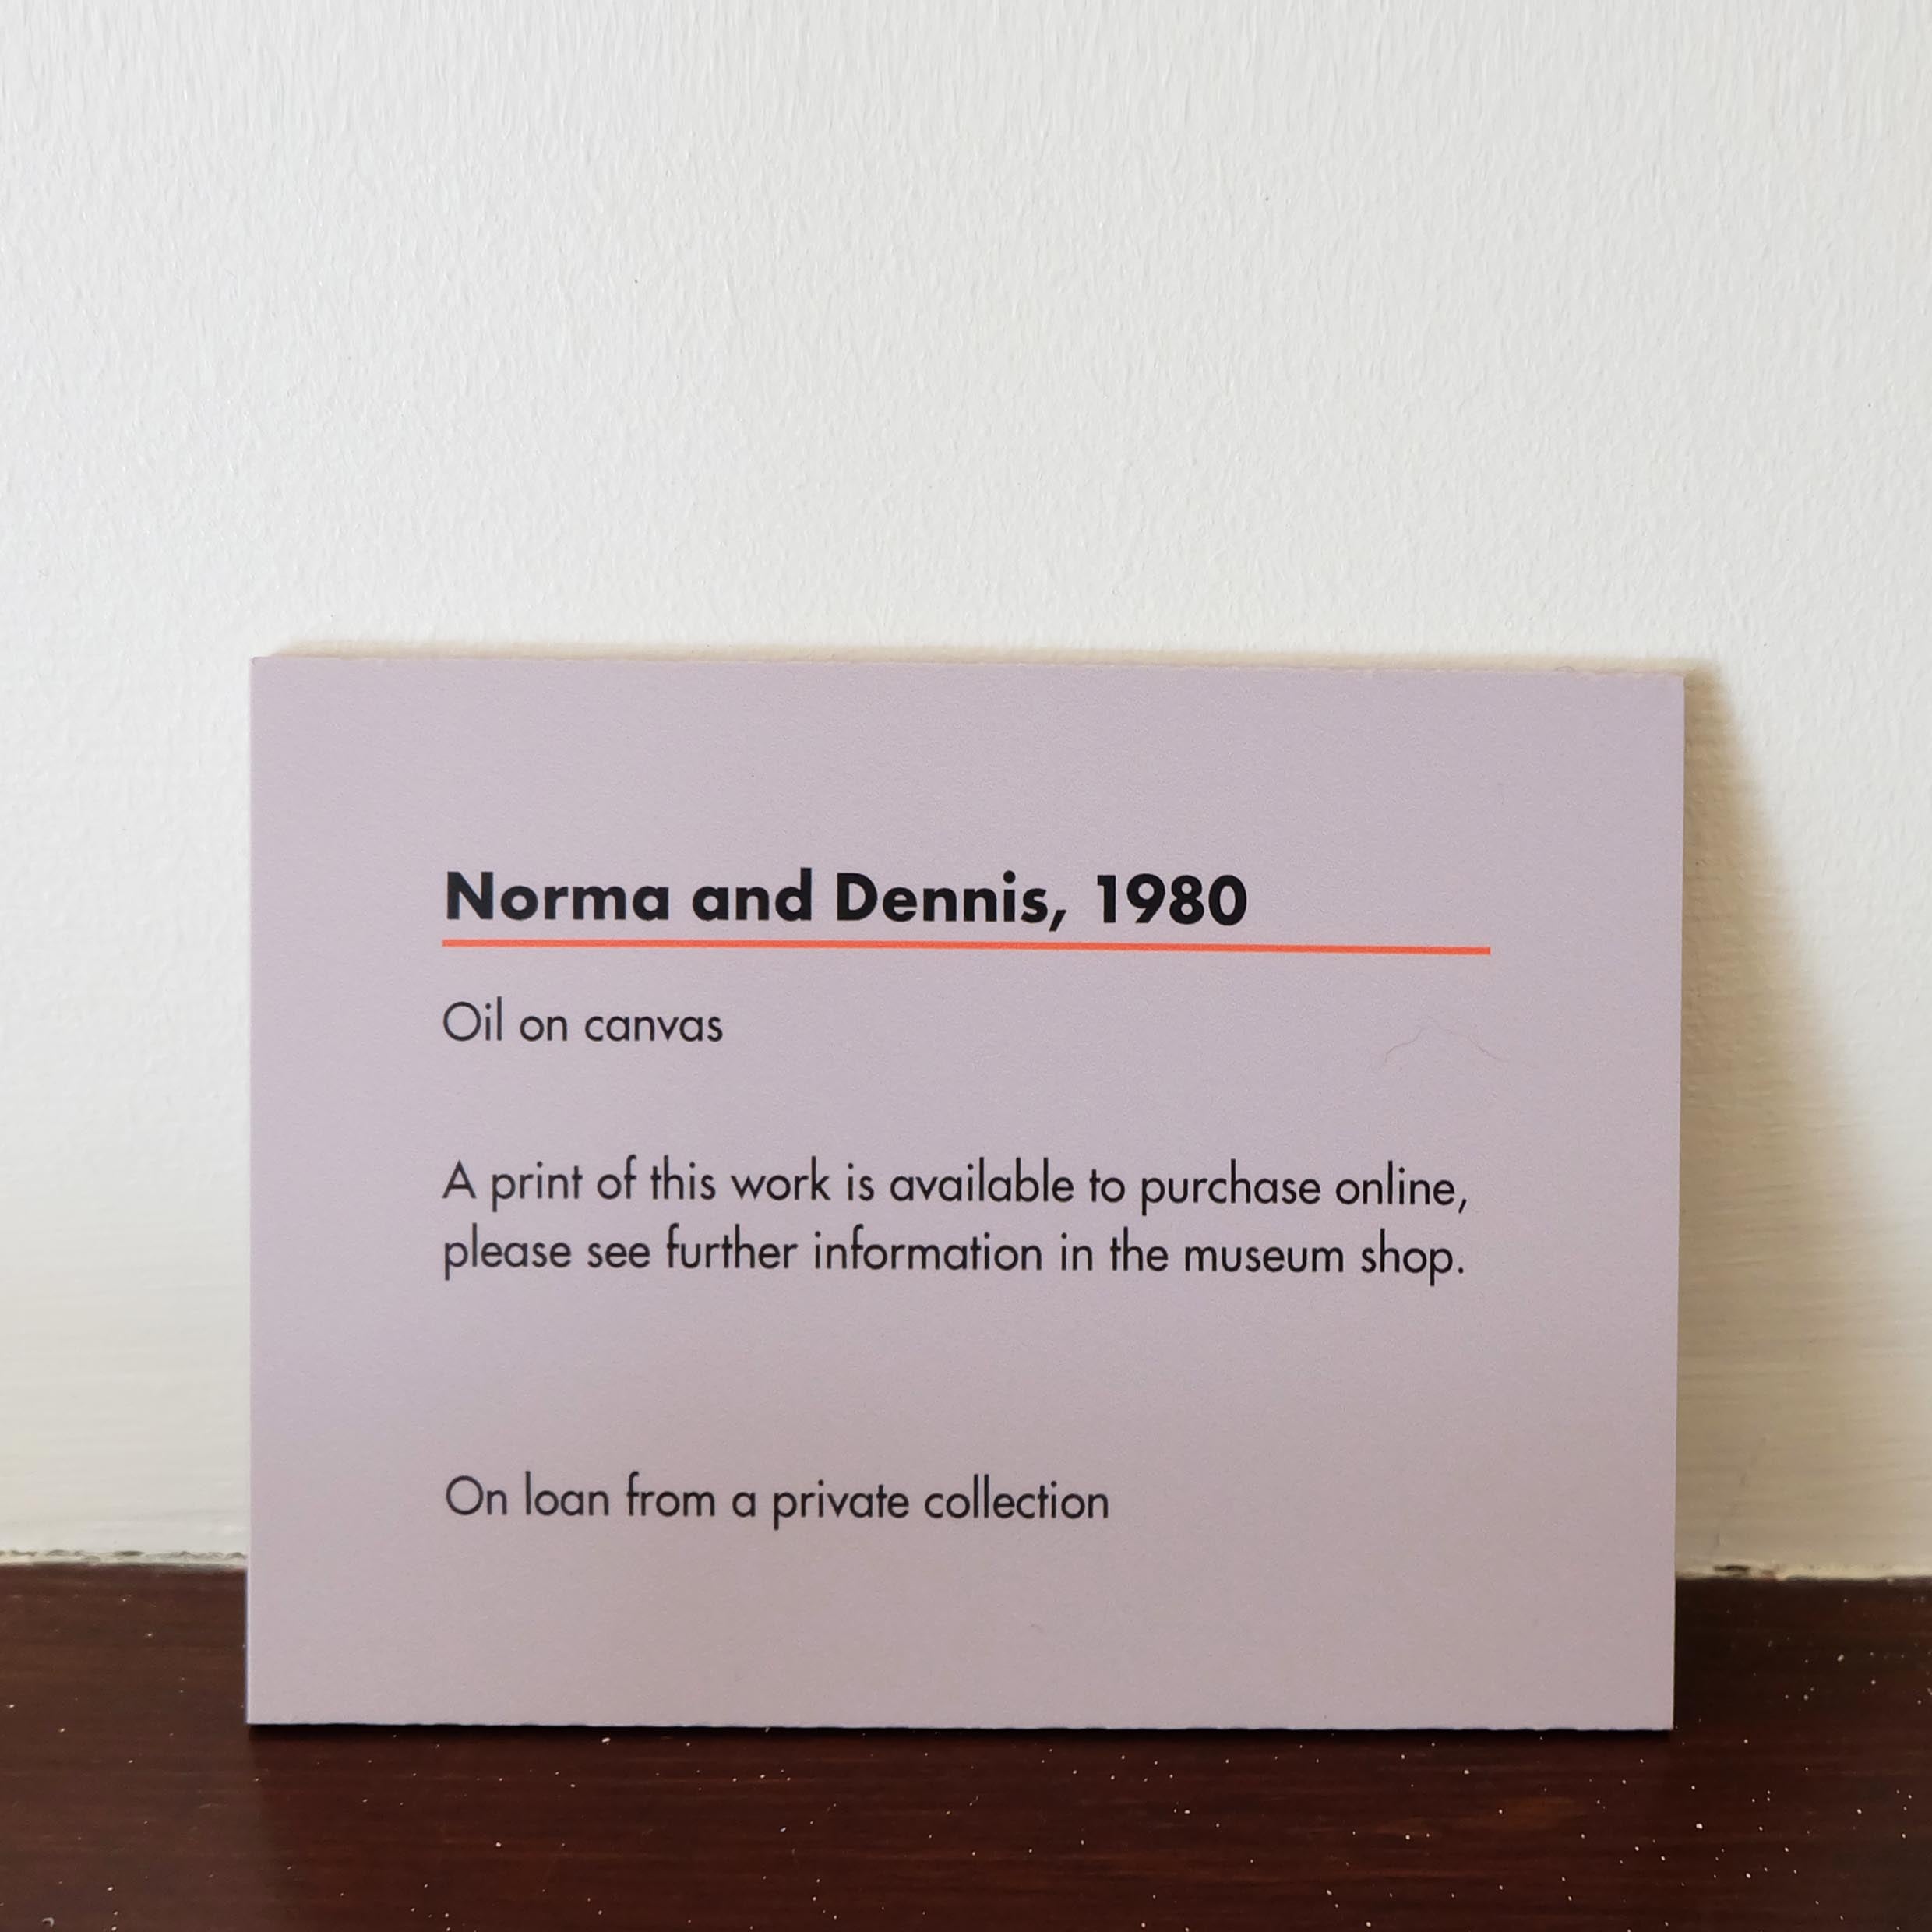 Norma and Dennis, 1980
Oil on canvas
A print of this work is available to purchase online,
please see further information in the museum shop.
On loan from a private collection